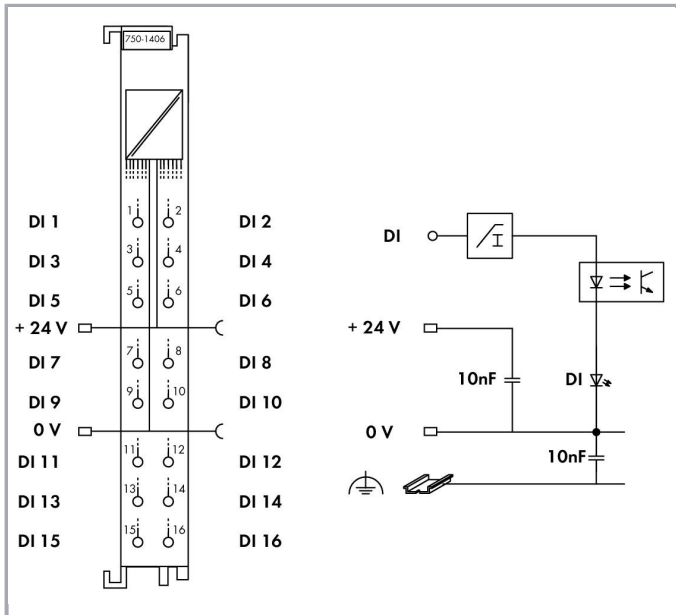 750-1406
1 2
DI 1 DI 2
3 4
DI 3 DI 4
5 6
DI 5 DI 6
+ 24 V
7 8
DI 7 DI 8
9 10
DI 9 DI 10
0 V
11 12
DI 11 DI 12
13 14
DI 13 DI 14
15 16
DI 15 DI 16
DI
I
+ 24 V
10nF
DI
0 V
10nF